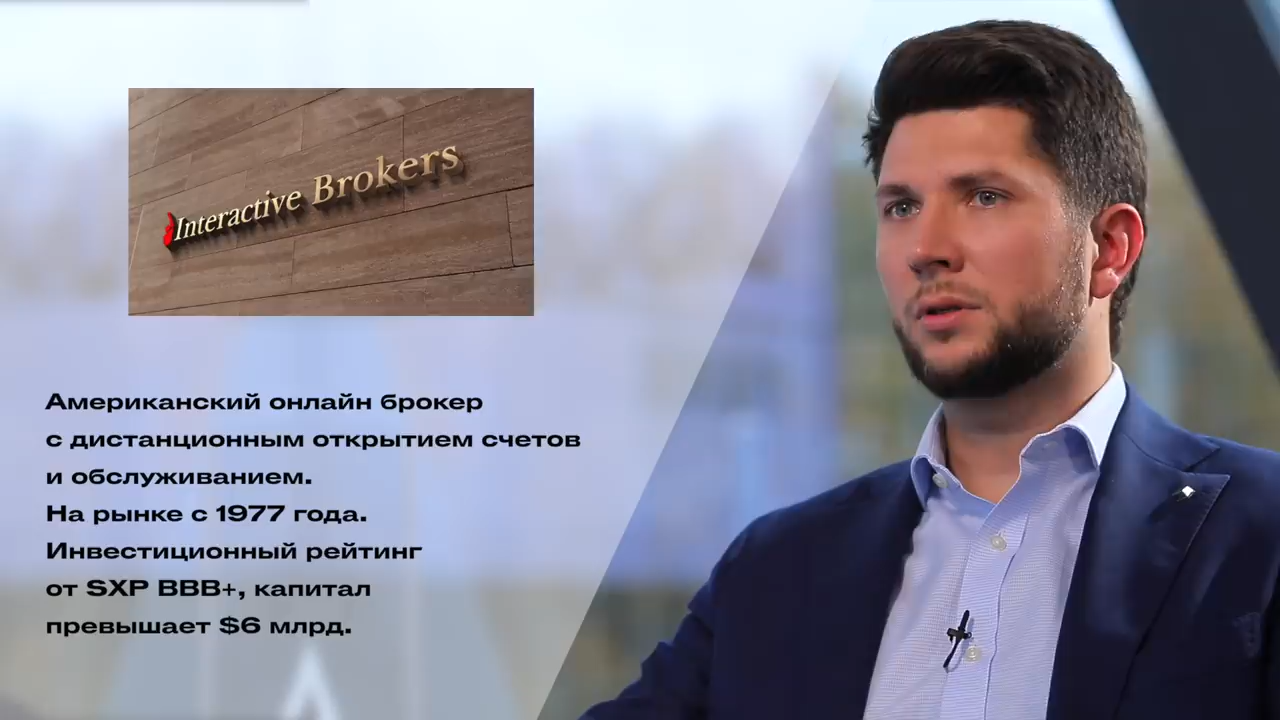 Interactive Brokers
Американский онлайн брокер
с дистанционным открытием счетов
и обслуживанием.
На рынке с 1977 года.
Инвестиционный рейтинг
от SXP BBB+, капитал
превышает $6 млрд.